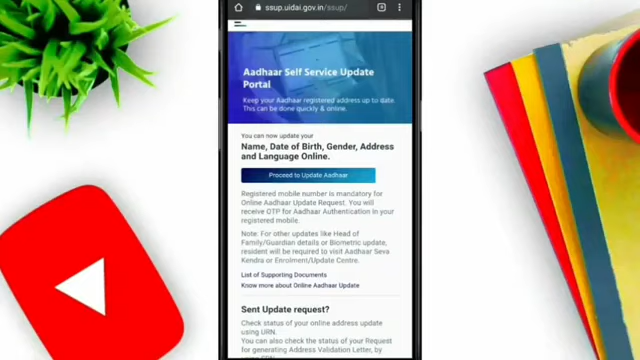 ssup.uidai.gov.in/ssup/
Aadhaar Self Service Update
Portal
Keep your Aadhaar registered address up to date.
This can be done quickly & online.
You can now update your
Name, Date of Birth, Gender, Address
and Language Online.
Proceed to Update Aadhaar
Registered mobile number is mandatory for
Online Aadhaar Update Request. You will
receive OTP for Aadhaar Authentication in your
registered mobile.
Note: For other updates like Head of
Family/Guardian details or Biometric update,
resident will be required to visit Aadhaar Seva
Kendra or Enrolment/Update Centre.
List of Supporting Documents
Know more about Online Aadhaar Update
Sent Update request?
Check status of your online address update
using URN.
You can also check the status of your Request
for generating Address Validation Letter, by